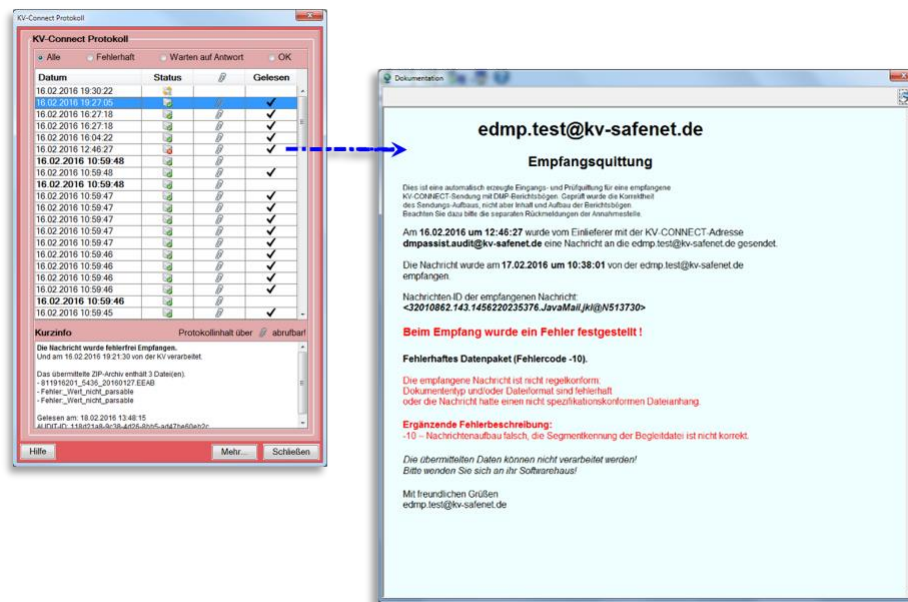 KV-Connect Protokoll
KV-Connect Protokoll
Alle Fehlerhaft Warten auf Antwort OK
Datum Status Gelesen
16.02.2016 19:30:22
16.02.2016 19:27:05
16.02.2016 16:27:18
16.02.2016 16:27:18
16.02.2016 16:04:22
16.02.2016 12:46:27
16.02.2016 10:59:48
16.02.2016 10:59:48
16.02.2016 10:59:48
16.02.2016 10:59:47
16.02.2016 10:59:47
16.02.2016 10:59:47
16.02.2016 10:59:47
16.02.2016 10:59:47
16.02.2016 10:59:46
16.02.2016 10:59:46
16.02.2016 10:59:46
16.02.2016 10:59:46
16.02.2016 10:59:46
16.02.2016 10:59:45
Kurzinfo Protokollinhalt über abrufbar!
Die Nachricht wurde fehlerfrei Empfangen.
Und am 16.02.2016 19:21:30 von der KV verarbeitet.
Das übermittelte ZIP-Archiv enthält 3 Datei(en).
- 811916201_5436_20160127.EEAB
- Fehler:_Wert_nicht_parsable
- Fehler:_Wert_nicht_parsable
Gelesen am: 18.02.2016 13:48:15
AUDIT-ID:
Hilfe Mehr... Schließen
Dokumentation
edmp.test@kv-safenet.de
Empfangsquittung
Dies ist eine automatisch erzeugte Eingangs- und Prüfquittung für eine empfangene
KV-CONNECT-Sendung mit DMP-Berichtsbögen. Geprüft wurde die Korrektheit
des Sendungs-Aufbaus, nicht aber Inhalt und Aufbau der Berichtsbögen.
Beachten Sie dazu bitte die separaten Rückmeldungen der Annahmestelle.
Am 16.02.2016 um 12:46:27 wurde vom Einlieferer mit der KV-CONNECT-Adresse
dmpassist.audit@kv-safenet.de eine Nachricht an die edmp.test@kv-safenet.de gesendet.
Die Nachricht wurde am 17.02.2016 um 10:38:01 von der edmp.test@kv-safenet.de
empfangen.
Nachrichten-ID der empfangenen Nachricht:
<32010862.143.1456220235376.JavaMail.jkl@N513730>
Beim Empfang wurde ein Fehler festgestellt !
Fehlerhaftes Datenpaket (Fehlercode -10).
Die empfangene Nachricht ist nicht regelkonform.
Dokumententyp und/oder Dateiformat sind fehlerhaft
oder die Nachricht hatte einen nicht spezifikationskonformen Dateianhang.
Ergänzende Fehlerbeschreibung:
-10 – Nachrichtenaufbau falsch, die Segmentkennung der Begleitdatei ist nicht korrekt.
Die übermittelten Daten können nicht verarbeitet werden!
Bitte wenden Sie sich an ihr Softwarehaus!
Mit freundlichen Grüßen
edmp.test@kv-safenet.de